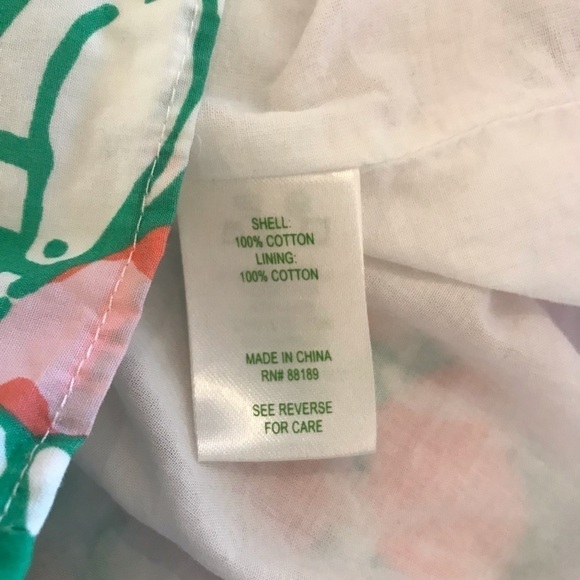 SHELL:
100% COTTON
LINING:
100% COTTON
MADE IN CHINA
RN# 88189
SEE REVERSE
FOR CARE